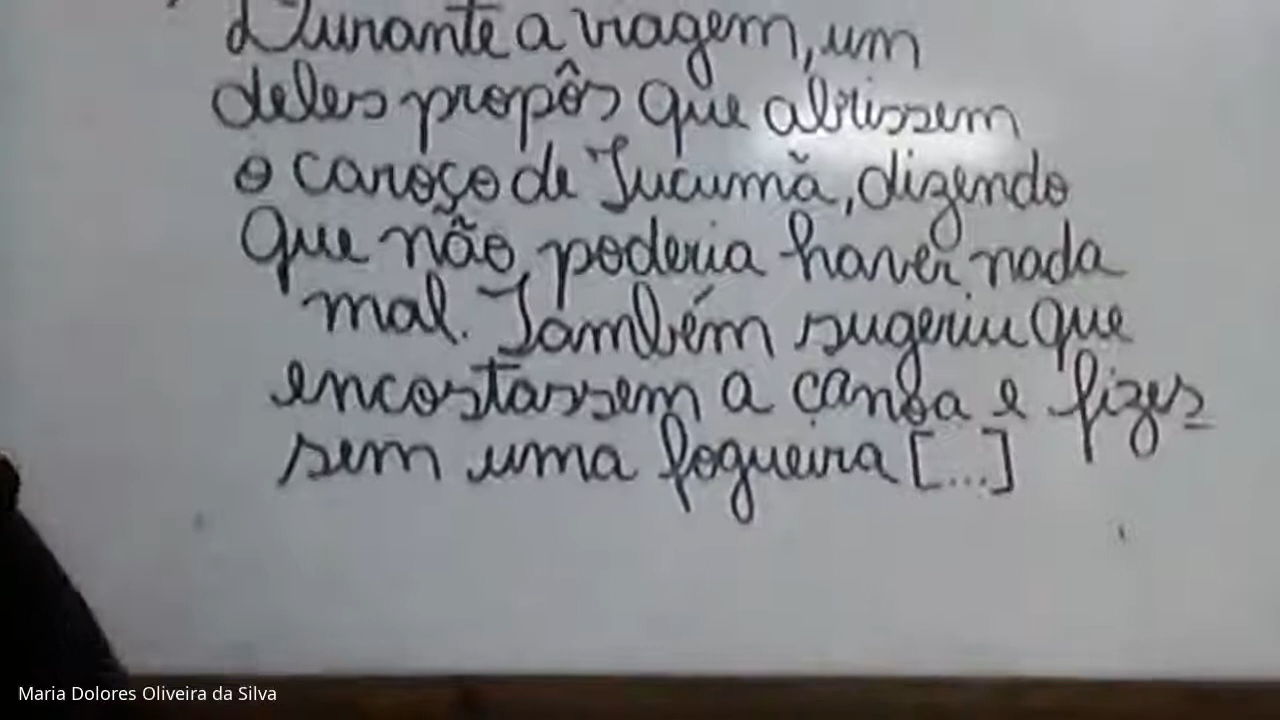 Durante a viagem, um
deles propôs que abrissem
o caroço de Tucumã, dizendo
que não poderia haver nada
mal. Também sugeriu que
encostassem a canoa e fizes
sem uma fogueira [...]
Maria Dolores Oliveira da Silva